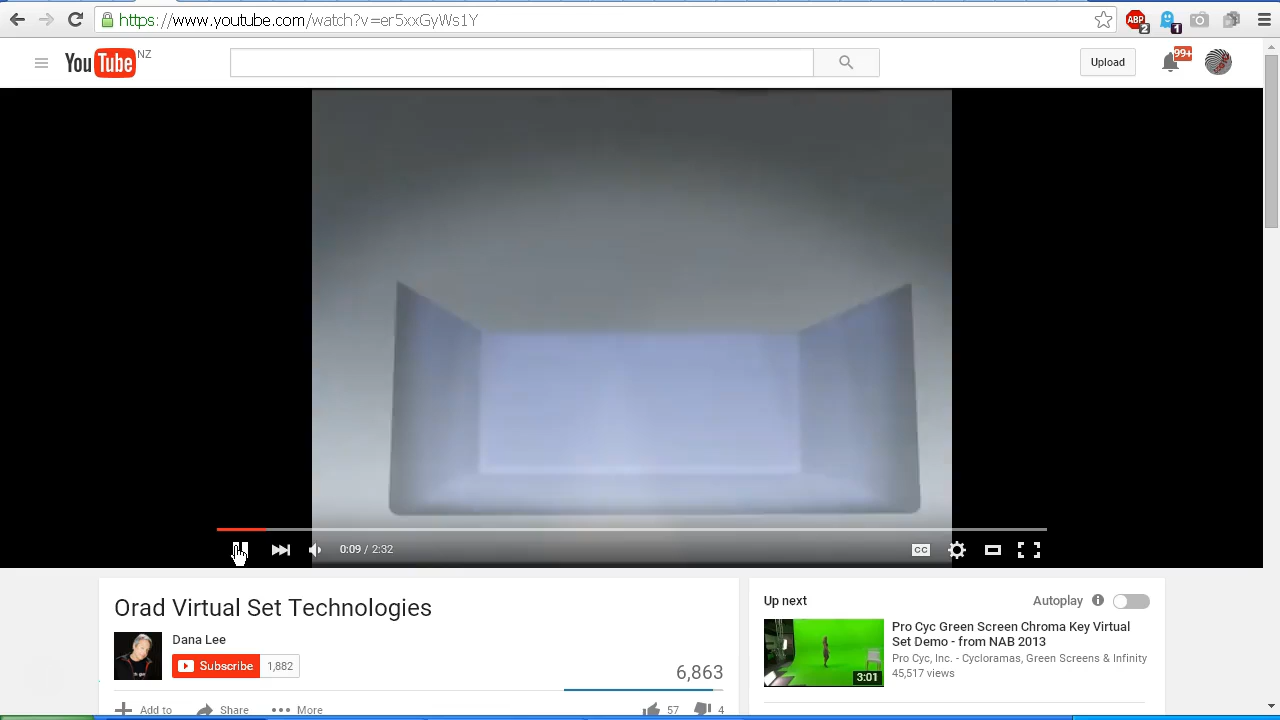 https://www.youtube.com/watch?v=er5xxGyWs1Y
ABP
2
1
YouTube NZ
Upload
99+
0:09 / 2:32
CC
Orad Virtual Set Technologies
Dana Lee
Subscribe 1,882
6,863
Add to Share More 57 4
Up next
Autoplay
Pro Cyc Green Screen Chroma Key Virtual
Set Demo - from NAB 2013
Pro Cyc, Inc. - Cycloramas, Green Screens & Infinity
45,517 views
3:01